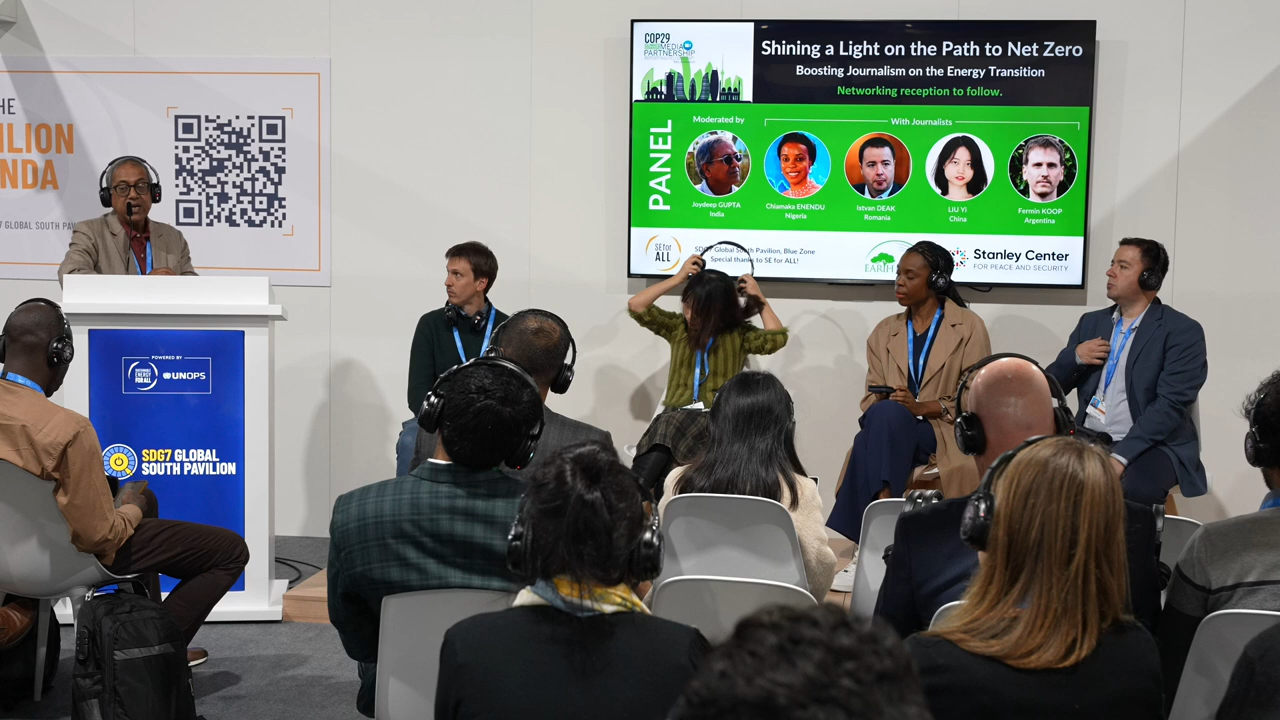 HE
ILION
NDA
7 GLOBAL SOUTH PAV
POWERED BY
SUSTAINABLE
ENERGY
FOR ALL
UNOPS
SDG7 GLOBAL
SOUTH PAVILION
COP29
MEDIA
PARTNERSHIP
Shining a Light on the Path to Net Zero
Boosting Journalism on the Energy Transition
Networking reception to follow.
PANEL
Moderated by
With Journalists
Joydeep GUPTA
India
Chiamaka ENENDU
Nigeria
Istvan DEAK
Romania
LIU YI
China
Fermin KOOP
Argentina
SE for
ALL
SDG7 Global South Pavilion, Blue Zone
Special thanks to SE for ALL!
EARTH
Stanley Center
FOR PEACE AND SECURITY